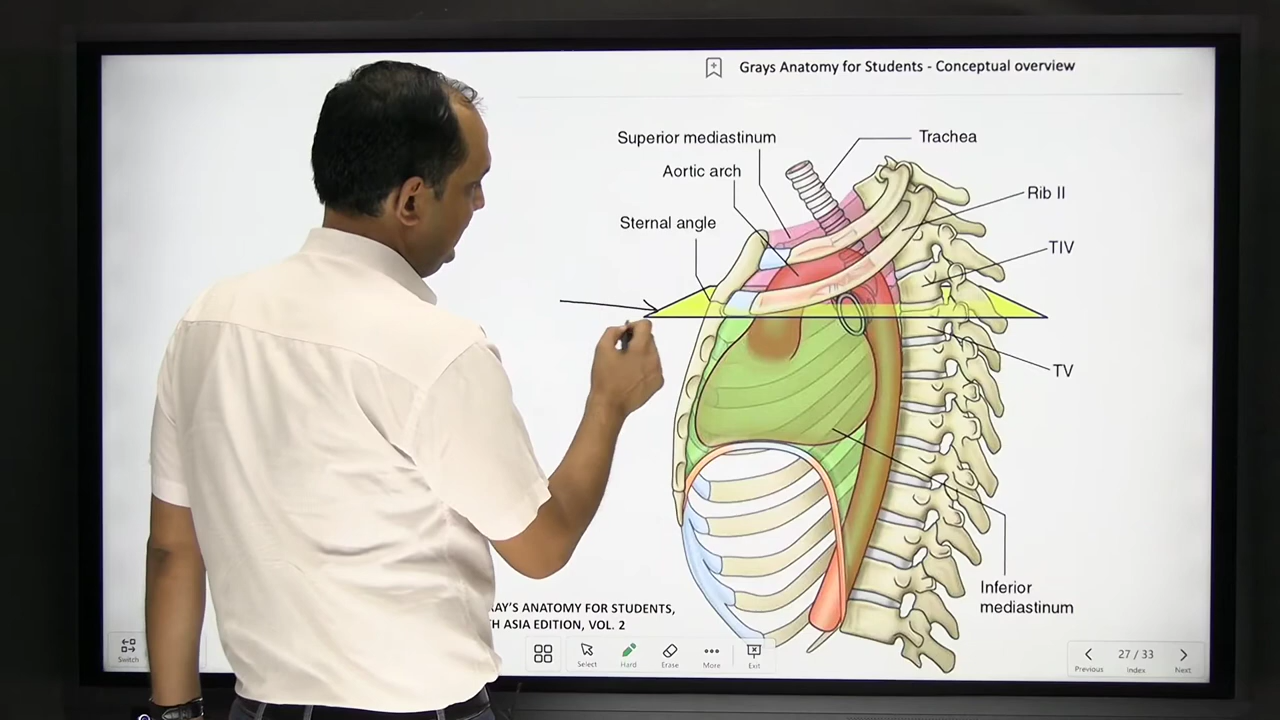 Grays Anatomy for Students - Conceptual overview
Superior mediastinum
Trachea
Aortic arch
Rib II
Sternal angle
TIV
TV
Inferior
mediastinum
GRAY'S ANATOMY FOR STUDENTS,
ASIA EDITION, VOL. 2
Switch
Select
Hard
Erase
More
Exit
Previous
27 / 33
Index
Next